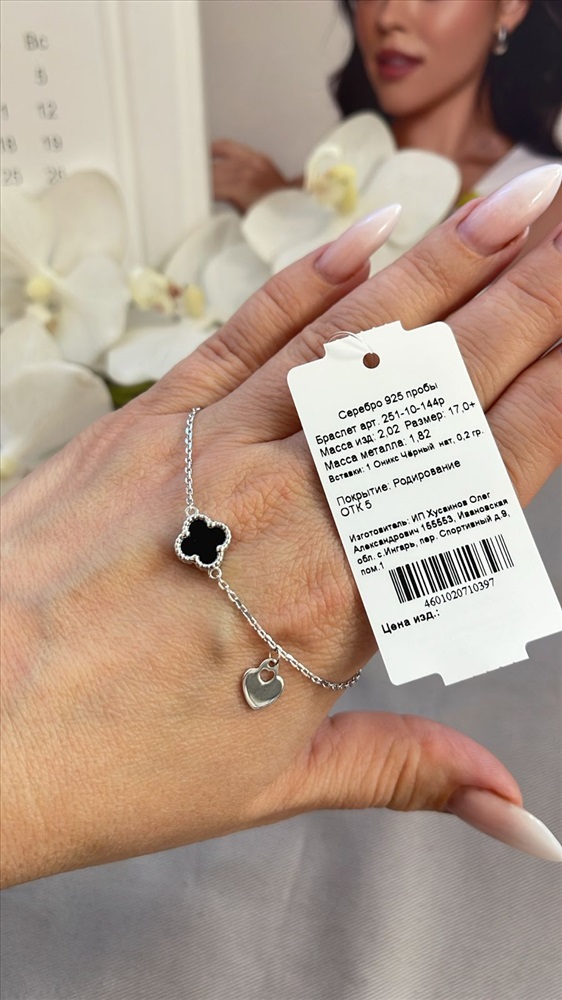 Вс
5
1 12
18 19
25 26
Серебро 925 пробы
Браслет арт. 251-10-144р
Масса изд: 2,02 Размер: 17,0+
Масса металла: 1,82
Вставки: 1 Оникс Чёрный нат. 0,2 гр.
Покрытие: Родирование
ОТК 5
Изготовитель: ИП Хусаинов Олег
Александрович 155553, Ивановская
обл. с. Ингарь, пер. Спортивный д.9,
пом.1
4601020710397
Цена изд.: